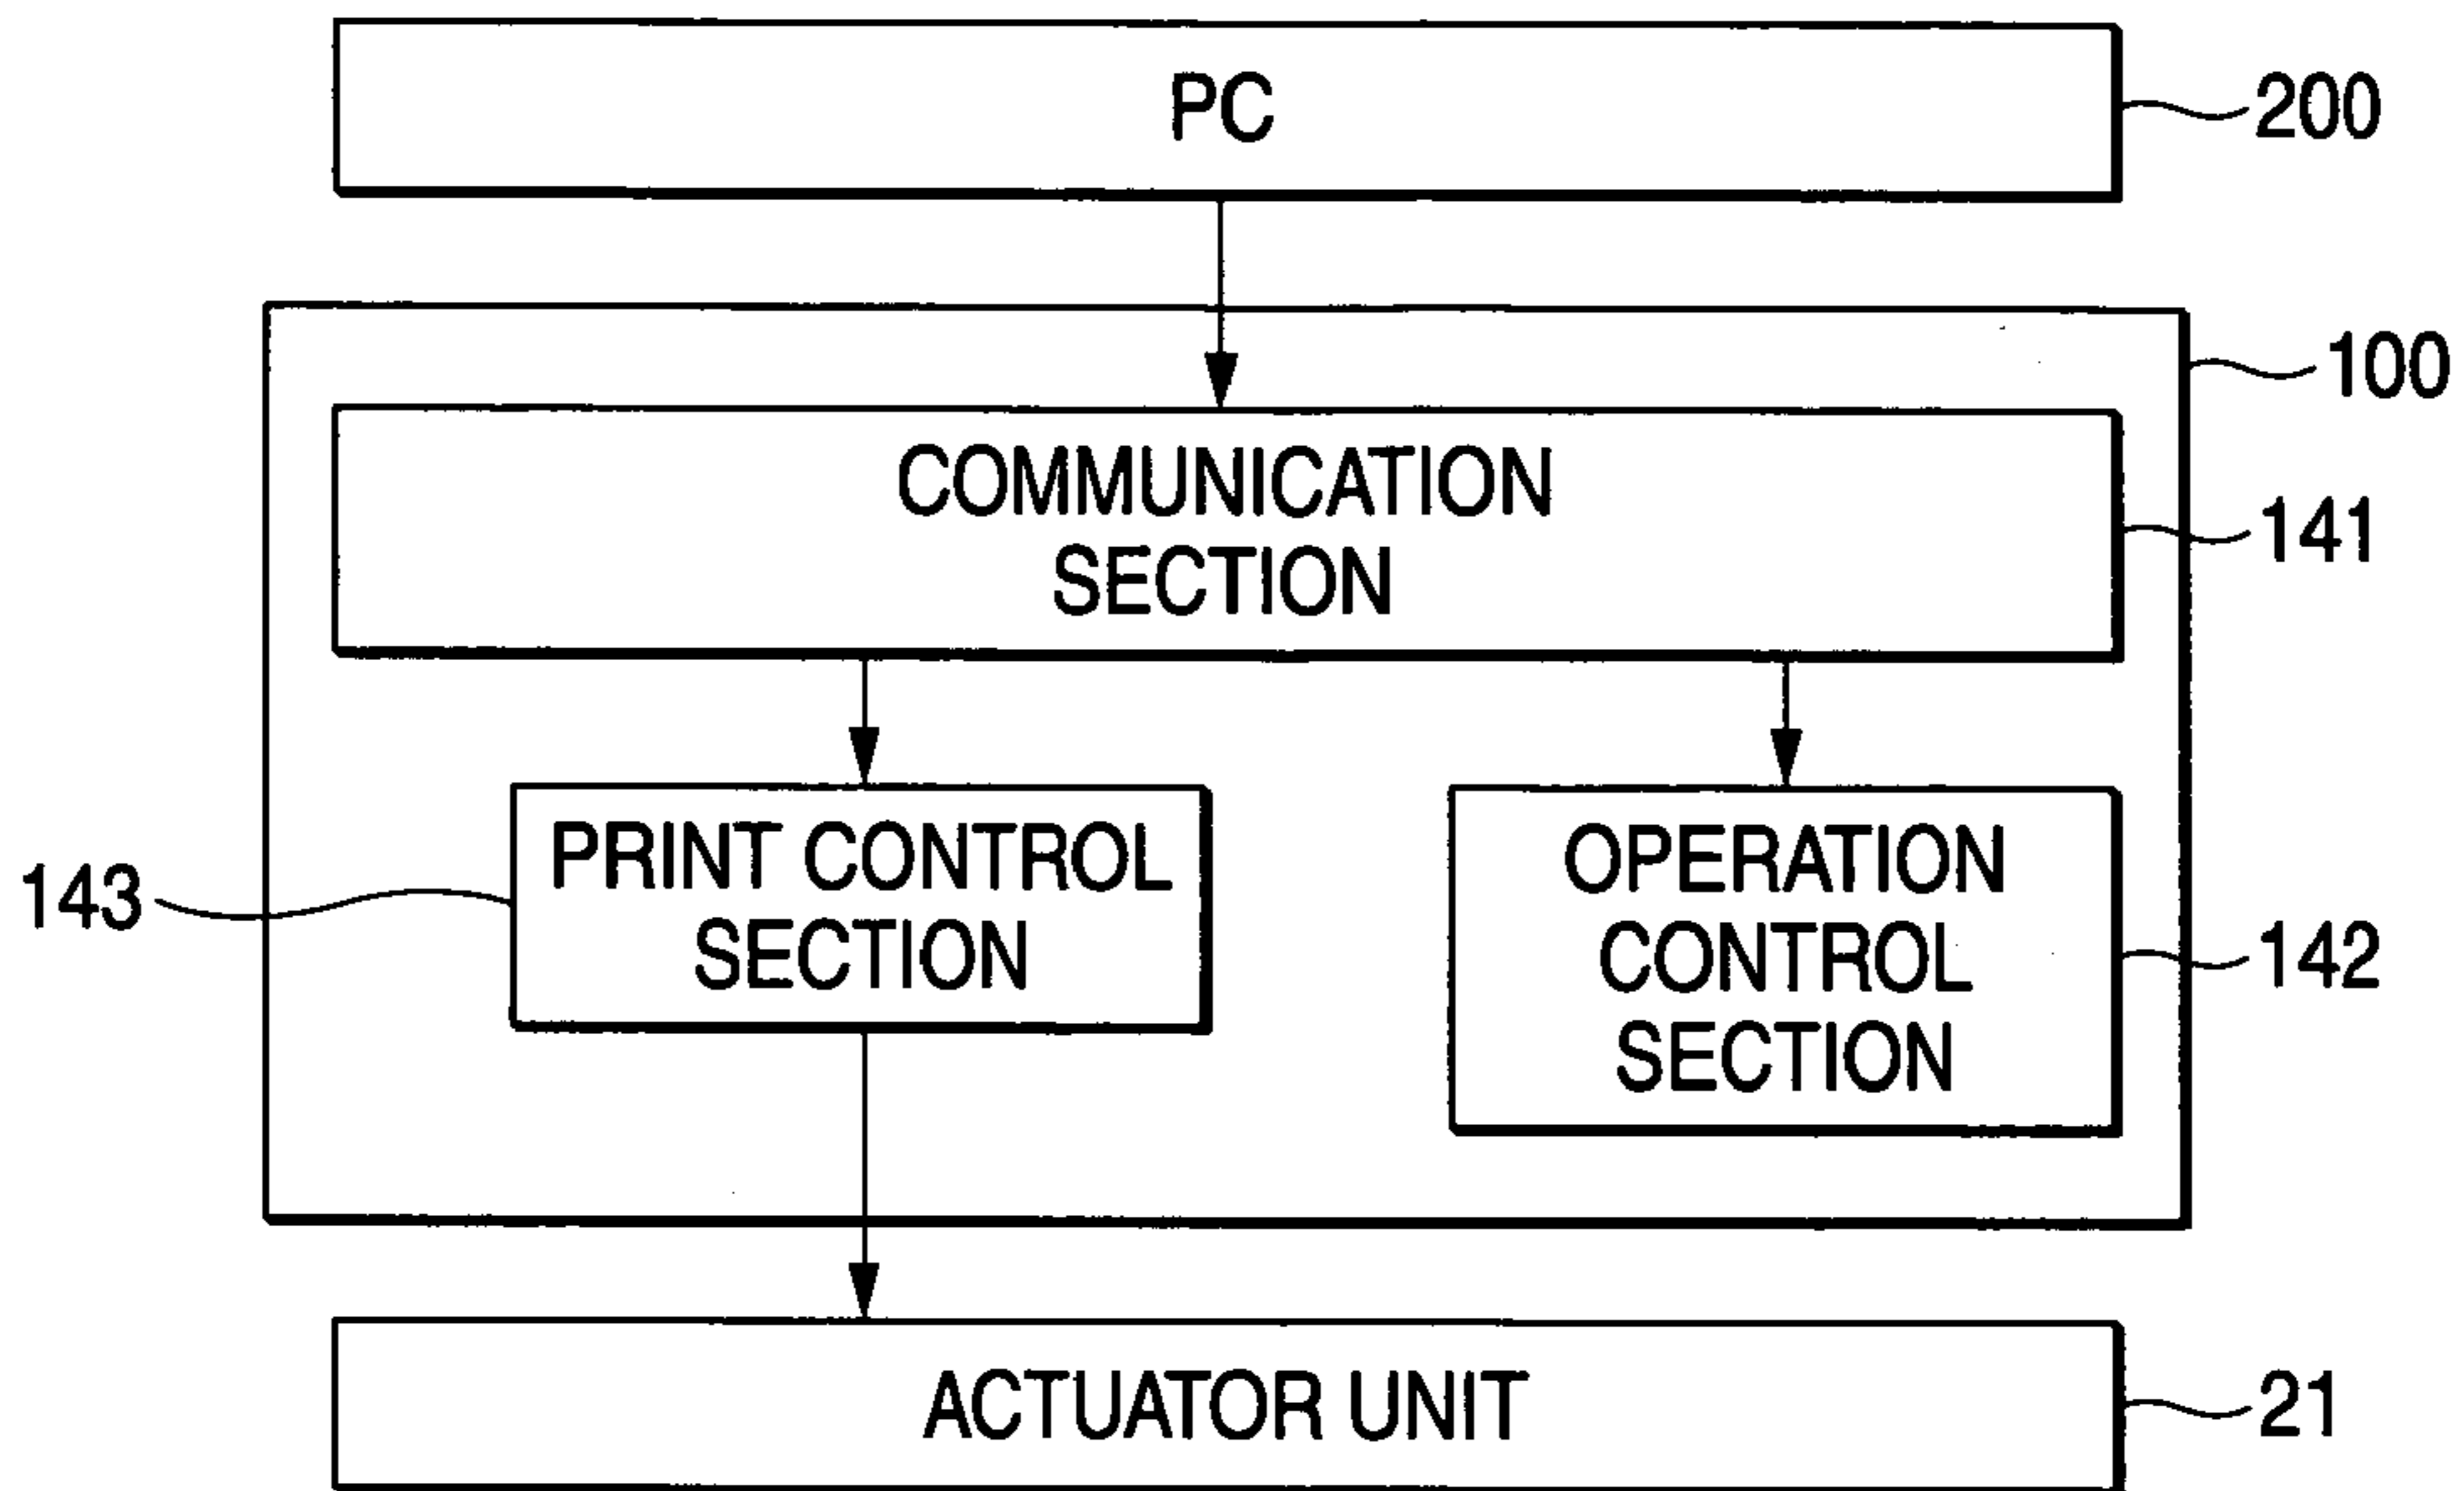 PC
200
100
COMMUNICATION
SECTION
141
PRINT CONTROL
SECTION
143
OPERATION
CONTROL
SECTION
142
ACTUATOR UNIT
21